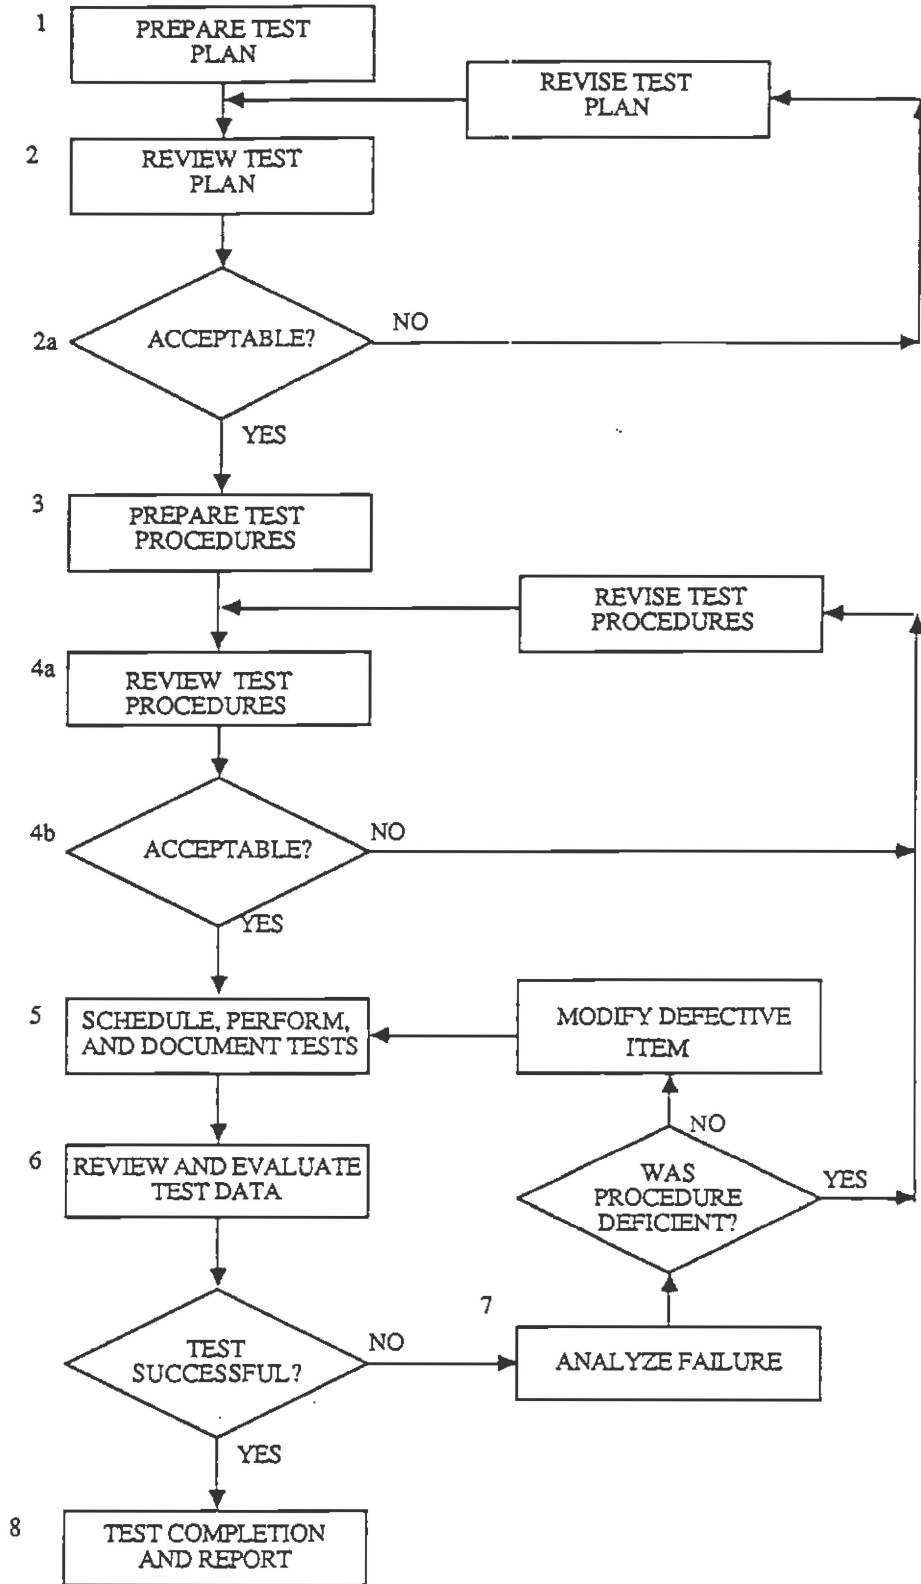 1
PREPARE TEST
PLAN
REVISE TEST
PLAN
2
REVIEW TEST
PLAN
2a
ACCEPTABLE?
NO
YES
3
PREPARE TEST
PROCEDURES
REVISE TEST
PROCEDURES
4a
REVIEW TEST
PROCEDURES
4b
ACCEPTABLE?
NO
YES
5
SCHEDULE, PERFORM,
AND DOCUMENT TESTS
MODIFY DEFECTIVE
ITEM
NO
6
REVIEW AND EVALUATE
TEST DATA
WAS
PROCEDURE
DEFICIENT?
YES
7
TEST
SUCCESSFUL?
NO
ANALYZE FAILURE
YES
8
TEST COMPLETION
AND REPORT